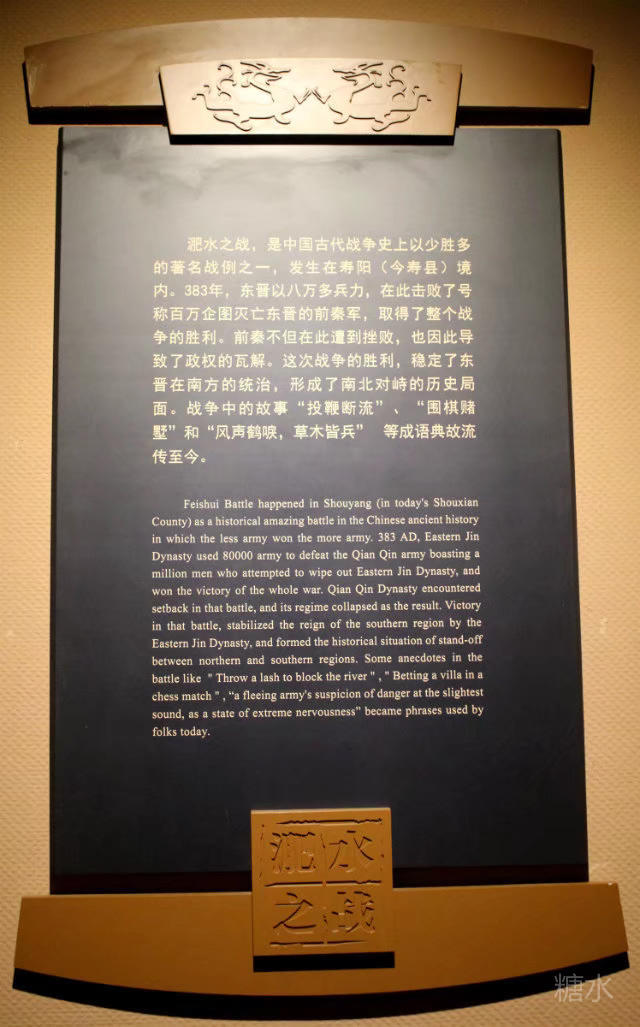 淝水之战，是中国古代战争史上以少胜多
的著名战例之一，发生在寿阳（今寿县）境
内。383年，东晋以八万多兵力，在此击败了号
称百万企图灭亡东晋的前秦军，取得了整个战
争的胜利。前秦不但在此遭到挫败，也因此导
致了政权的瓦解。这次战争的胜利，稳定了东
晋在南方的统治，形成了南北对峙的历史局
面。战争中的故事“投鞭断流”、“围棋赌
墅”和“风声鹤唳，草木皆兵” 等成语典故流
传至今。
Feishui Battle happened in Shouyang (in today's Shouxian
County) as a historical amazing battle in the Chinese ancient history
in which the less army won the more army. 383 AD, Eastern Jin
Dynasty used 80000 army to defeat the Qian Qin army boasting a
million men who attempted to wipe out Eastern Jin Dynasty, and
won the victory of the whole war. Qian Qin Dynasty encountered
setback in that battle, and its regime collapsed as the result. Victory
in that battle, stabilized the reign of the southern region by the
Eastern Jin Dynasty, and formed the historical situation of stand-off
between northern and southern regions. Some anecdotes in the
battle like " Throw a lash to block the river " , " Betting a villa in a
chess match " , “a fleeing army's suspicion of danger at the slightest
sound, as a state of extreme nervousness” became phrases used by
folks today.
淝水
之战
糖水